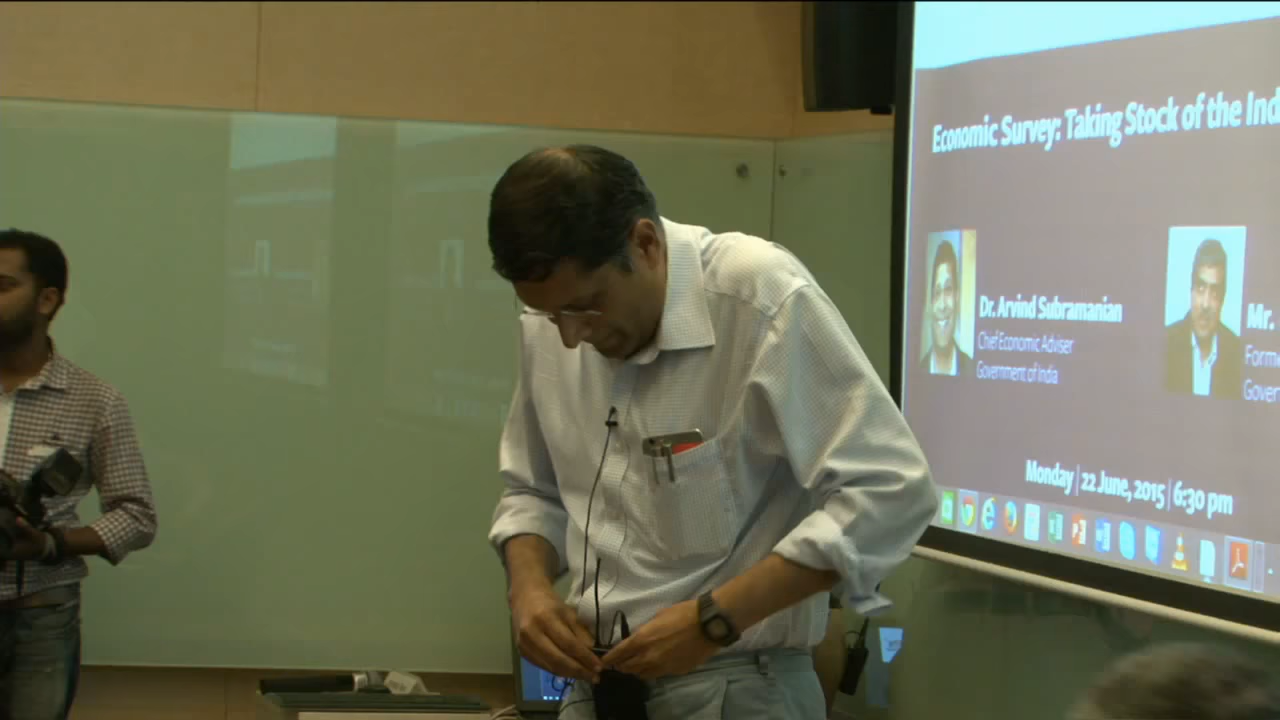 Economic Survey: Taking Stock of the Ind
Dr. Arvind Subramanian
Chief Economic Adviser
Government of India
Mr.
Form
Gover
Monday | 22 June, 2015 | 6:30 pm